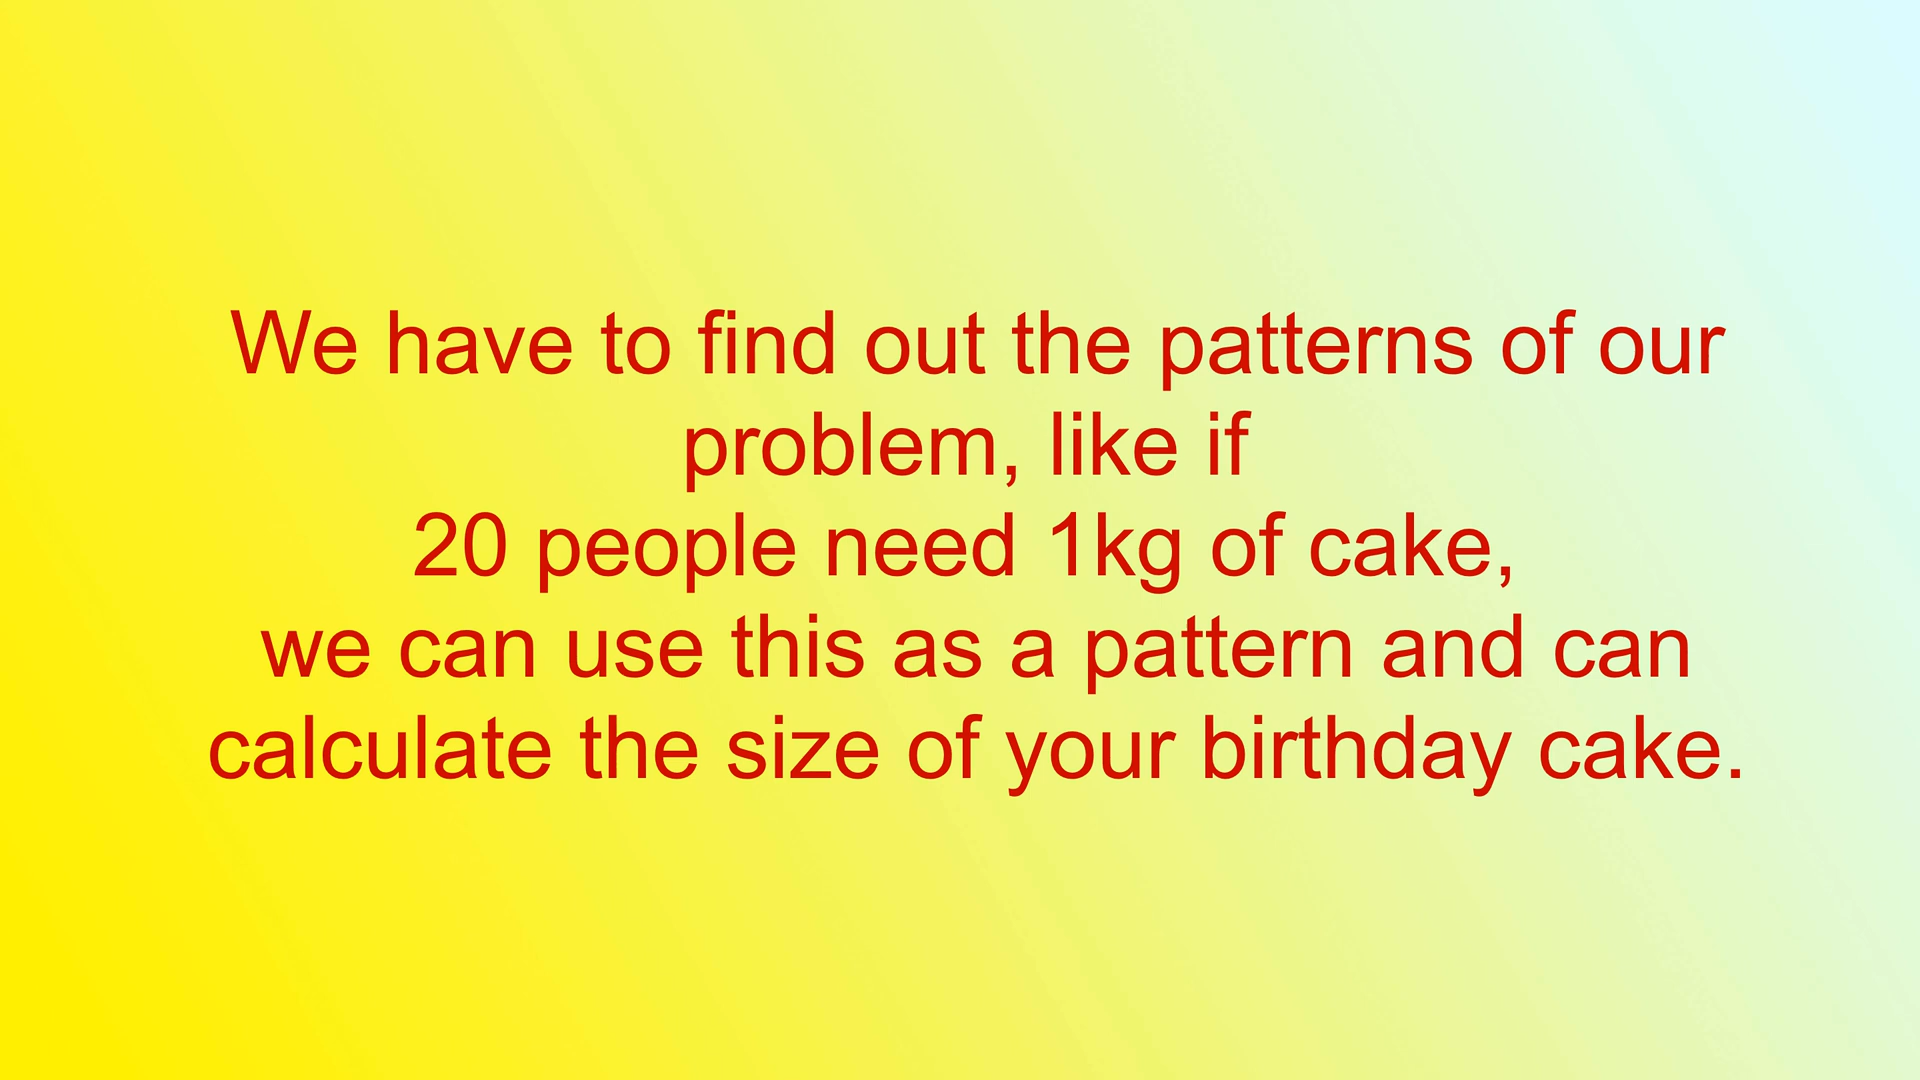 We have to find out the patterns of our
problem, like if
20 people need 1kg of cake,
we can use this as a pattern and can
calculate the size of your birthday cake.